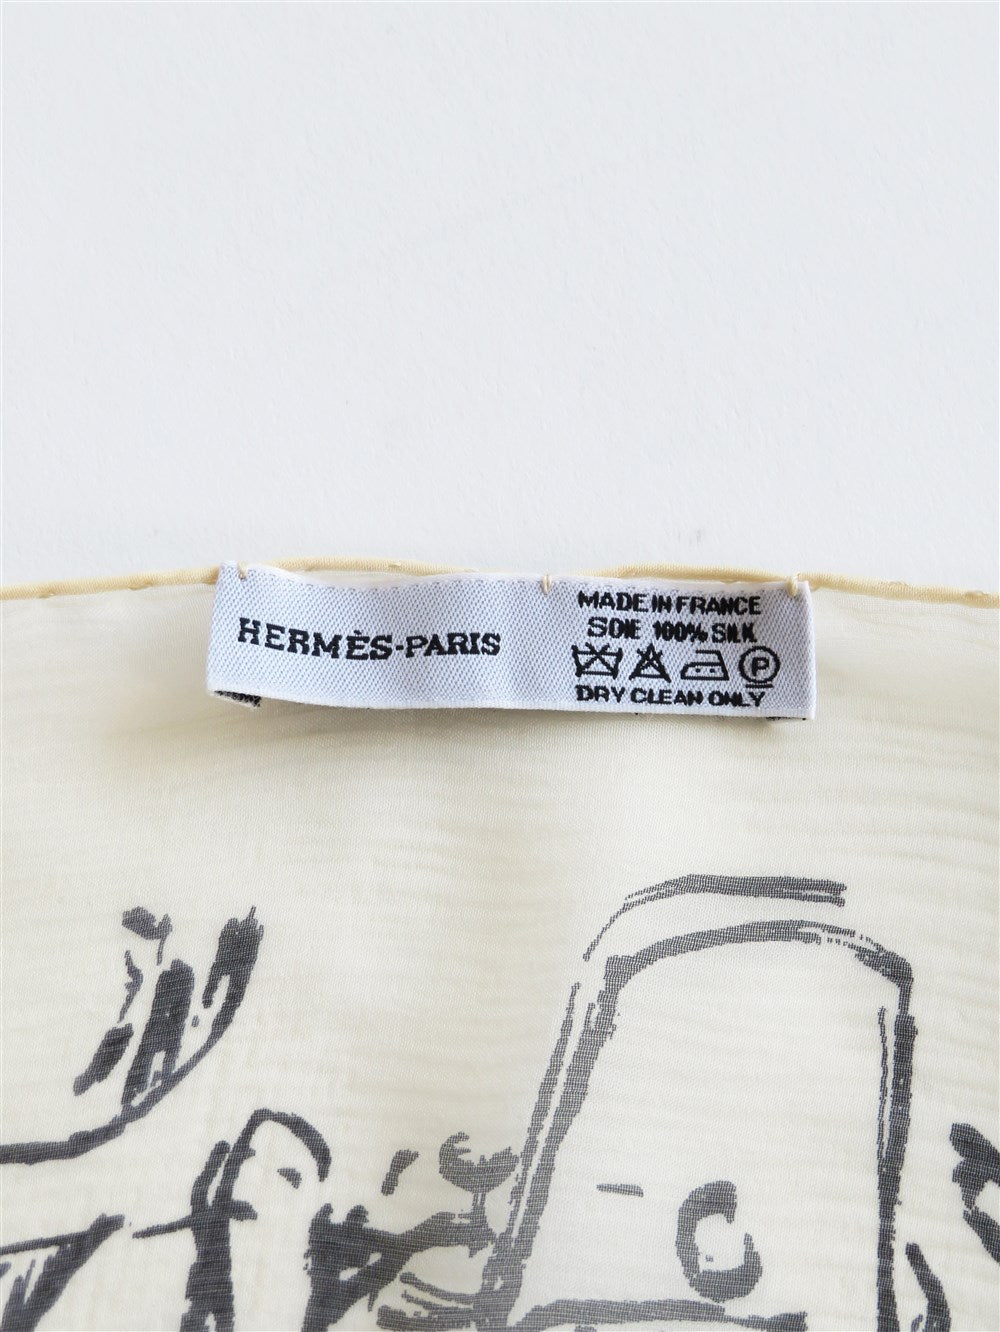 HERMÈS-PARIS
MADE IN FRANCE
SOIE 100% SILK
P
DRY CLEAN ONLY